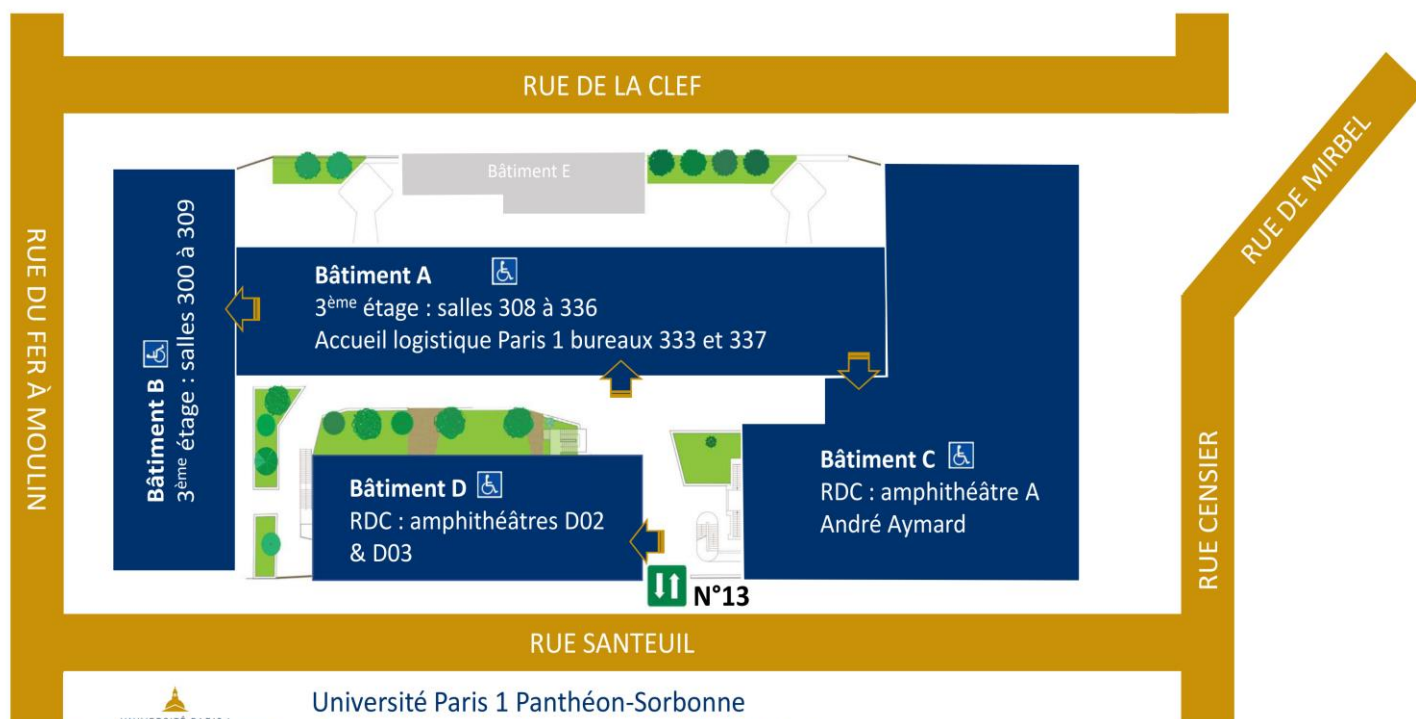 RUE DE LA CLEF
RUE DE MIRBEL
Bâtiment E
RUE DU FER À MOULIN
Bâtiment B
3ème étage : salles 300 à 309
Bâtiment A
3ème étage : salles 308 à 336
Accueil logistique Paris 1 bureaux 333 et 337
Bâtiment D
RDC : amphithéâtres D02
& D03
Bâtiment C
RDC : amphithéâtre A
André Aymard
RUE CENSIER
N°13
RUE SANTEUIL
Université Paris 1 Panthéon-Sorbonne